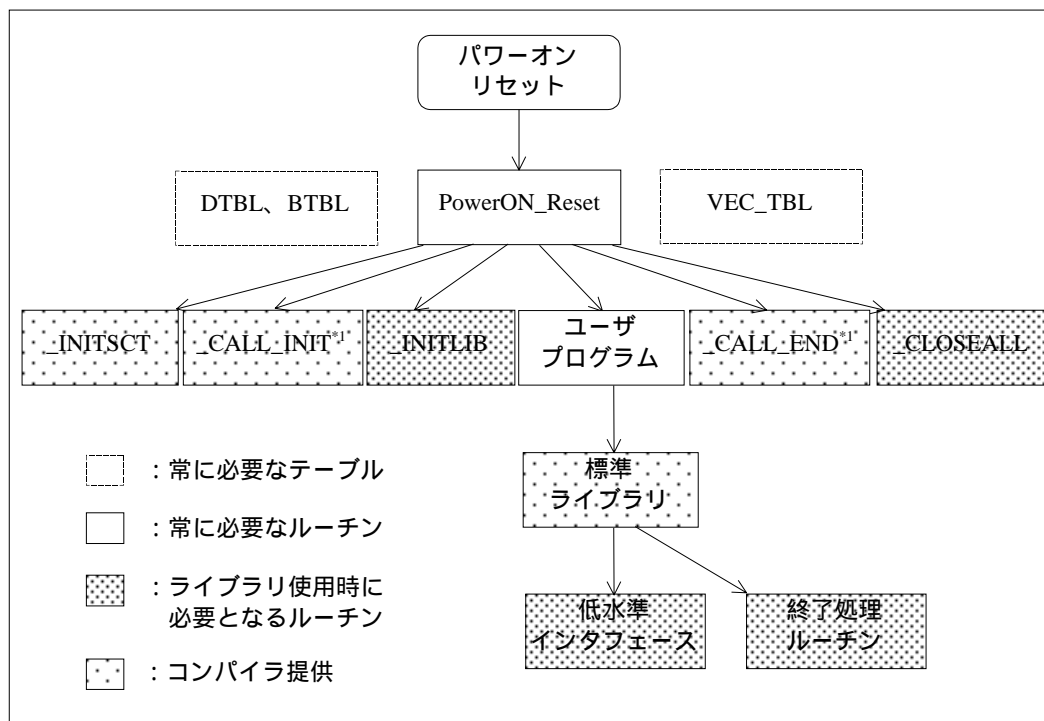 パワーオン
リセット
DTBL、BTBL
PowerON_Reset
VEC_TBL
_INITSCT
_CALL_INIT*1
_INITLIB
ユーザ
プログラム
_CALL_END*1
_CLOSEALL
標準
ライブラリ
低水準
インタフェース
終了処理
ルーチン
：常に必要なテーブル
：常に必要なルーチン
：ライブラリ使用時に
必要となるルーチン
：コンパイラ提供